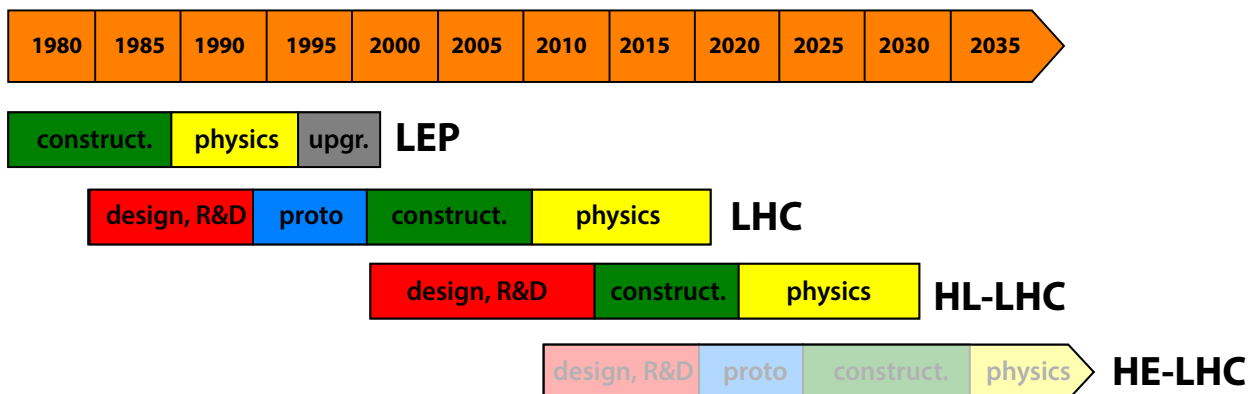 1980 1985 1990 1995 2000 2005 2010 2015 2020 2025 2030 2035
construct. physics upgr. LEP
design, R&D proto construct. physics LHC
design, R&D construct. physics HL-LHC
design, R&D proto construct. physics HE-LHC